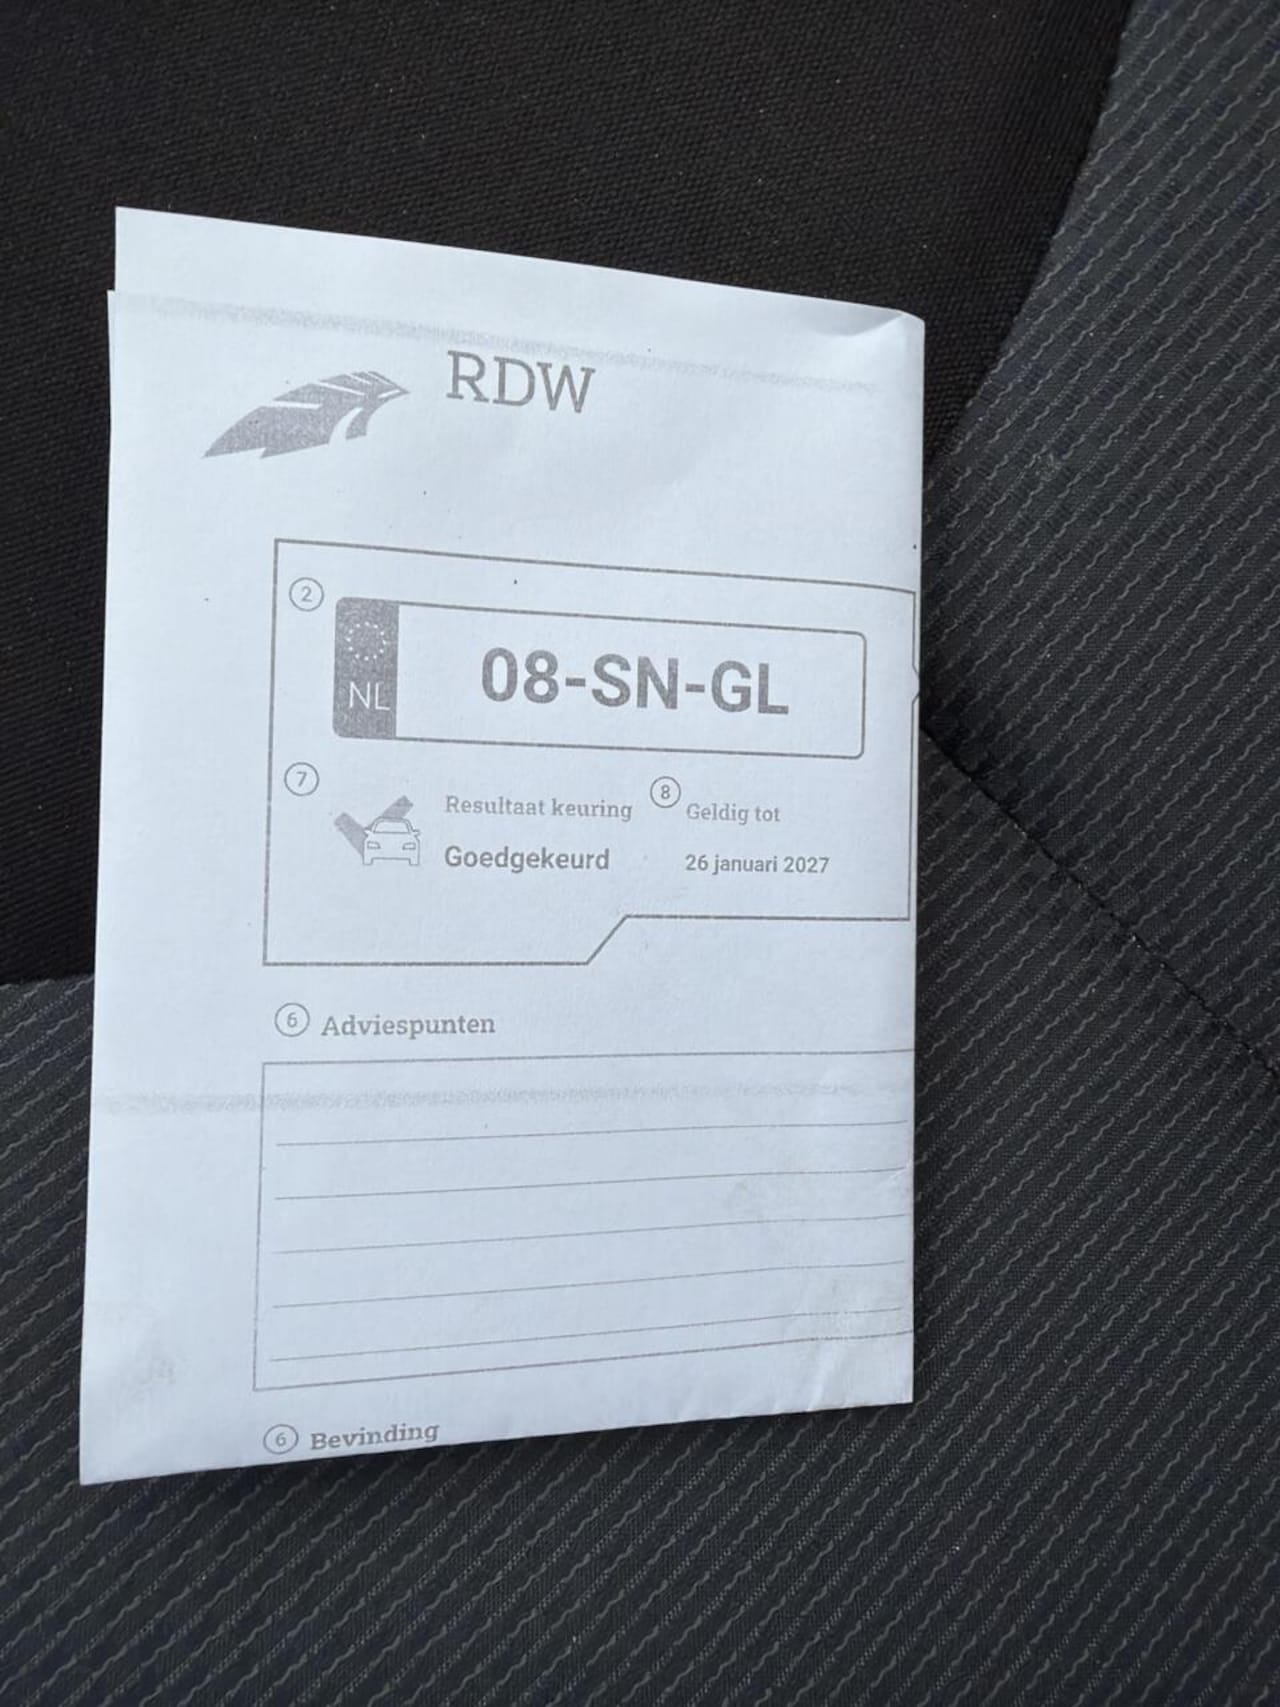 RDW
2
NL
08-SN-GL
7
Resultaat keuring
8
Geldig tot
Goedgekeurd
26 januari 2027
6 Adviespunten
6 Bevinding